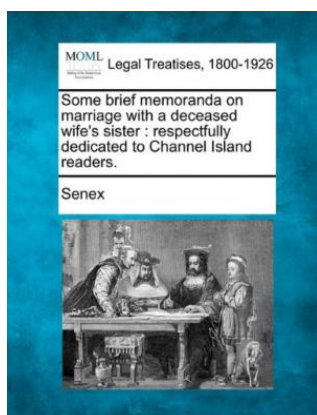 MOML
Legal Treatises, 1800-1926
Some brief memoranda on
marriage with a deceased
wife's sister : respectfully
dedicated to Channel Island
readers.
Senex